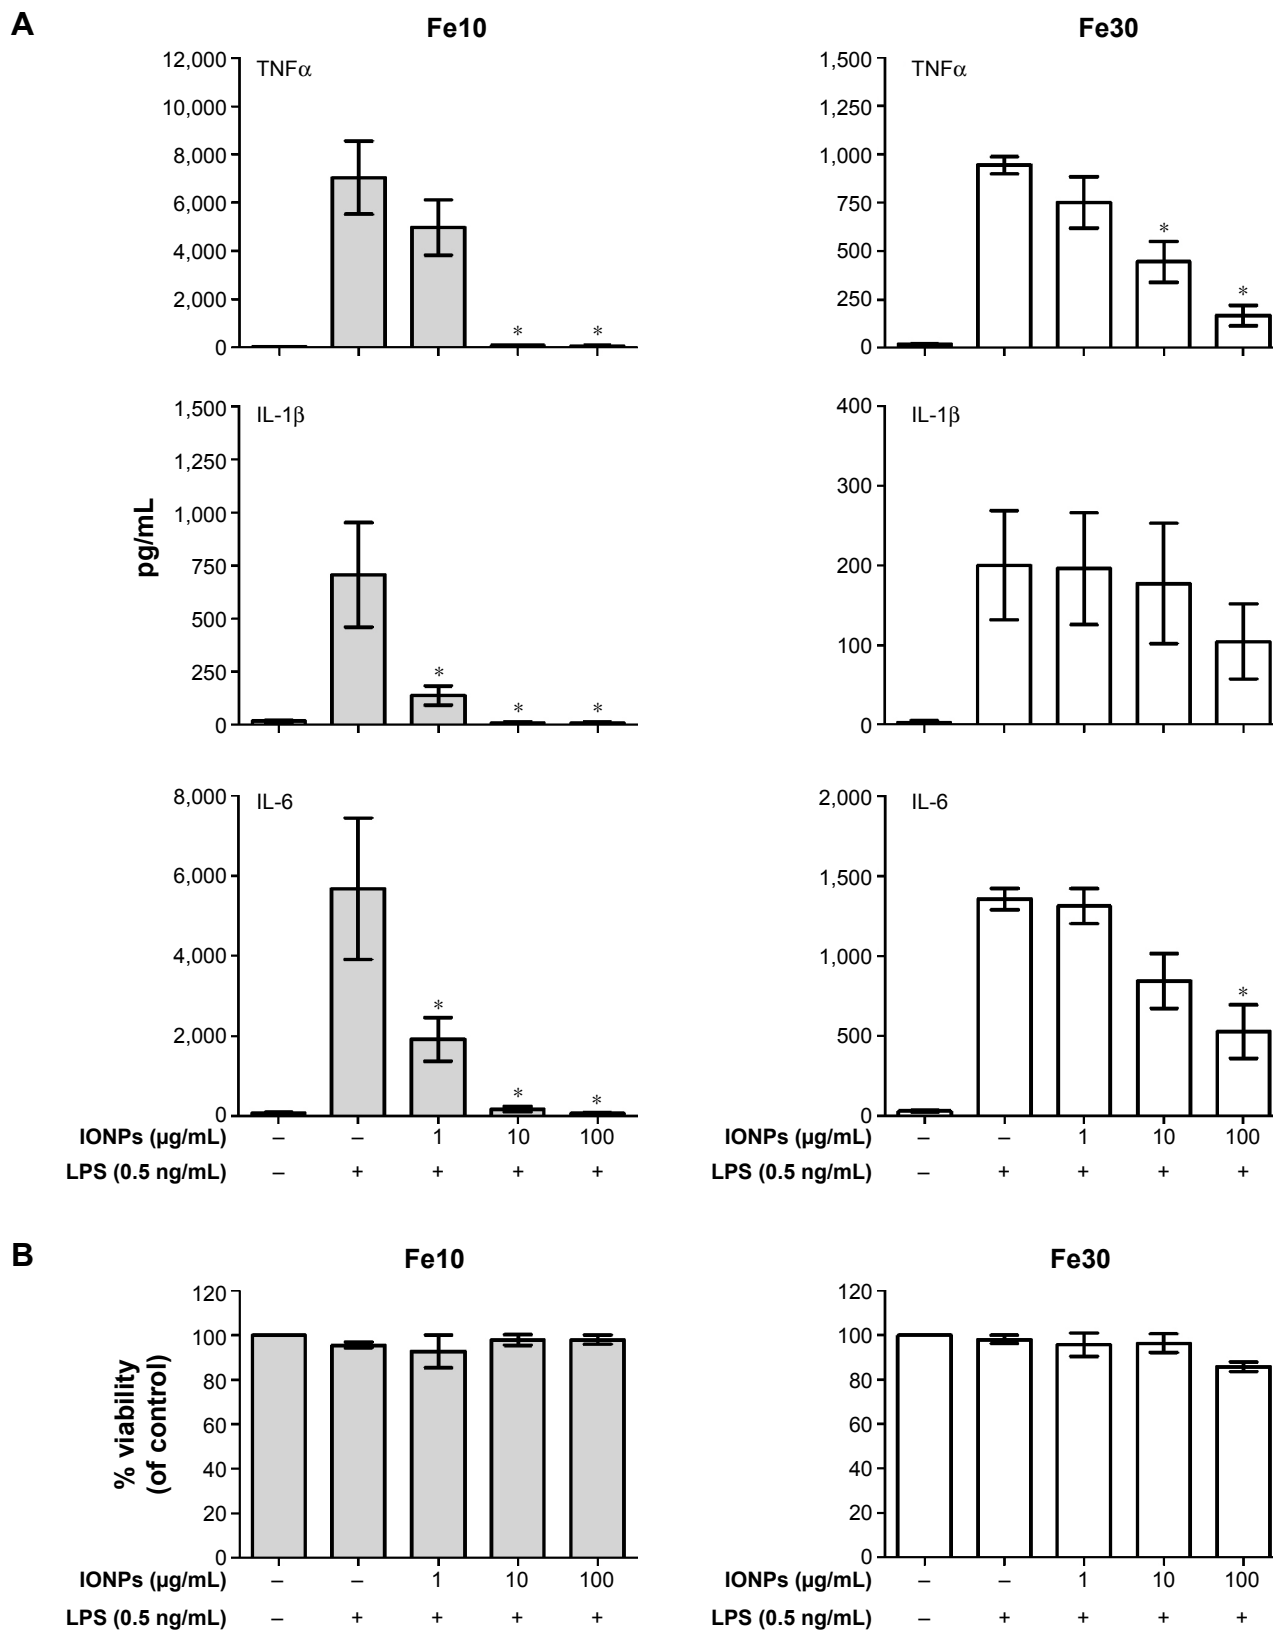 A
Fe10
Fe30
TNFα
12,000
10,000
8,000
6,000
4,000
2,000
0
TNFα
1,500
1,250
1,000
750
500
250
0
*
*
*
*
pg/mL
IL-1β
1,500
1,250
1,000
750
500
250
0
*
*
*
IL-1β
400
300
200
100
0
IL-6
8,000
6,000
4,000
2,000
0
*
*
*
IL-6
2,000
1,500
1,000
500
0
*
IONPs (µg/mL) – – 1 10 100
LPS (0.5 ng/mL) – + + + +
IONPs (µg/mL) – – 1 10 100
LPS (0.5 ng/mL) – + + + +
B
Fe10
Fe30
% viability
(of control)
120
100
80
60
40
20
0
120
100
80
60
40
20
0
IONPs (µg/mL) – – 1 10 100
LPS (0.5 ng/mL) – + + + +
IONPs (µg/mL) – – 1 10 100
LPS (0.5 ng/mL) – + + + +